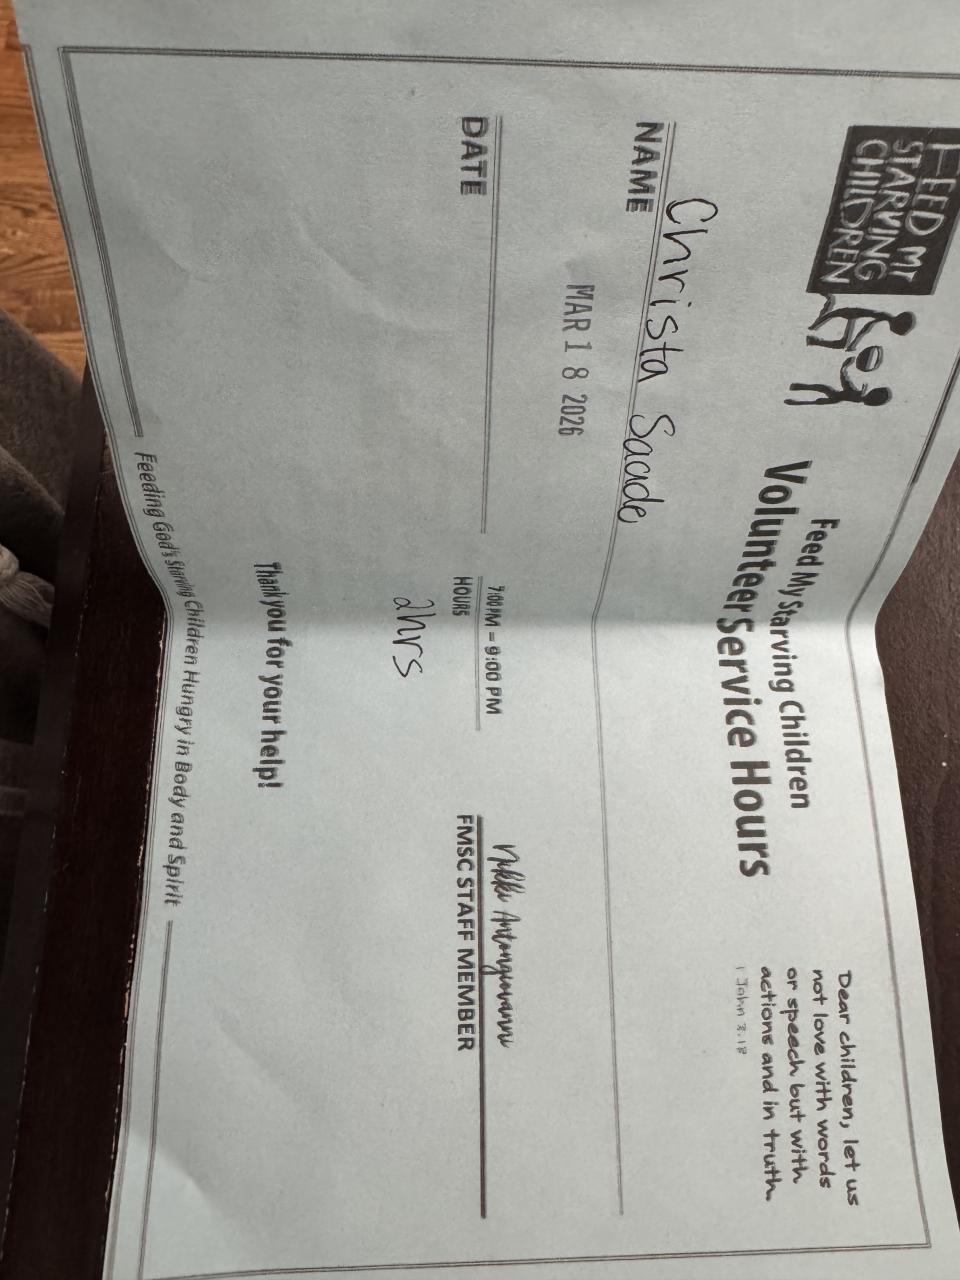 FEED MY
STARVING
CHILDREN
Feed My Starving Children
Volunteer Service Hours
Dear children, let us
not love with words
or speech but with
actions and in truth.
1 John 3:18
Christa Saade
NAME
MAR 18 2026
DATE
7:00 PM – 9:00 PM
HOURS
2hrs
Nikki Antongiovanni
FMSC STAFF MEMBER
Thank you for your help!
Feeding God's Starving Children Hungry in Body and Spirit